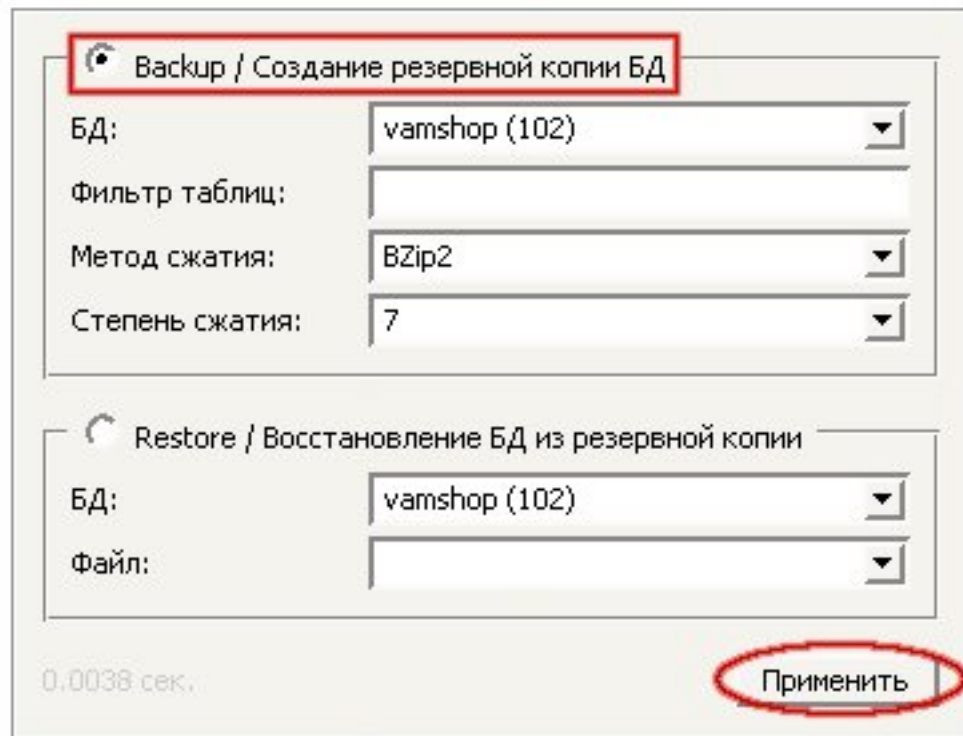 Backup / Создание резервной копии БД
БД: vamshop (102)
Фильтр таблиц:
Метод сжатия: BZip2
Степень сжатия: 7
Restore / Восстановление БД из резервной копии
БД: vamshop (102)
Файл:
0.0038 сек. Применить